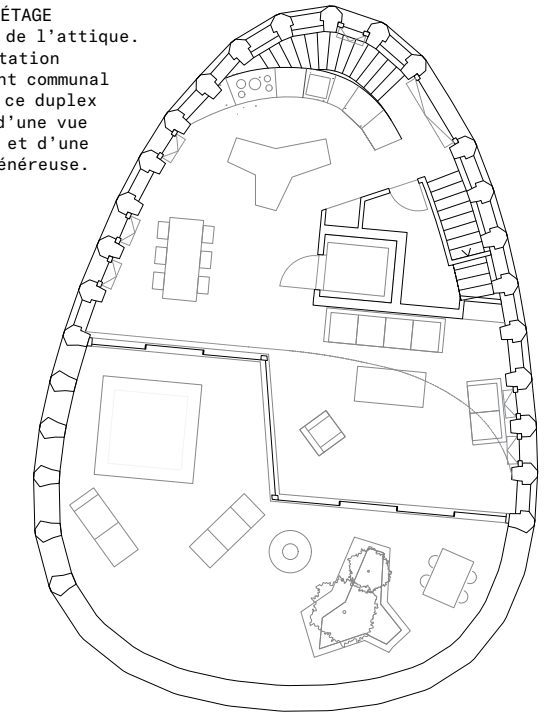 ÉTAGE
de l’attique.
tation
nt communal
ce duplex
d’une vue
et d’une
énéreuse.